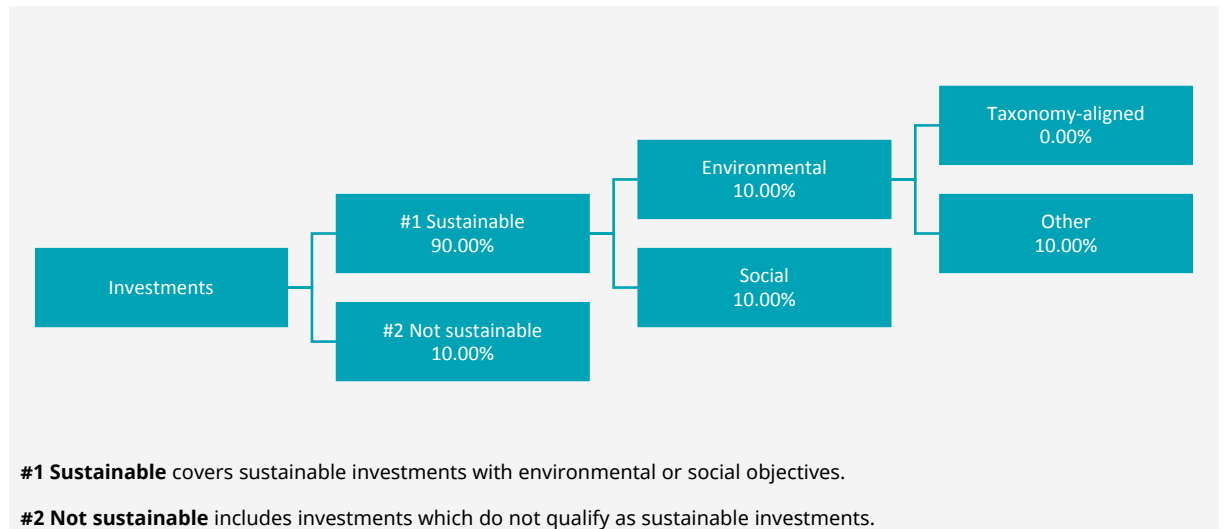 Investments
#1 Sustainable
90.00%
#2 Not sustainable
10.00%
Environmental
10.00%
Social
10.00%
Taxonomy-aligned
0.00%
Other
10.00%
#1 Sustainable covers sustainable investments with environmental or social objectives.
#2 Not sustainable includes investments which do not qualify as sustainable investments.